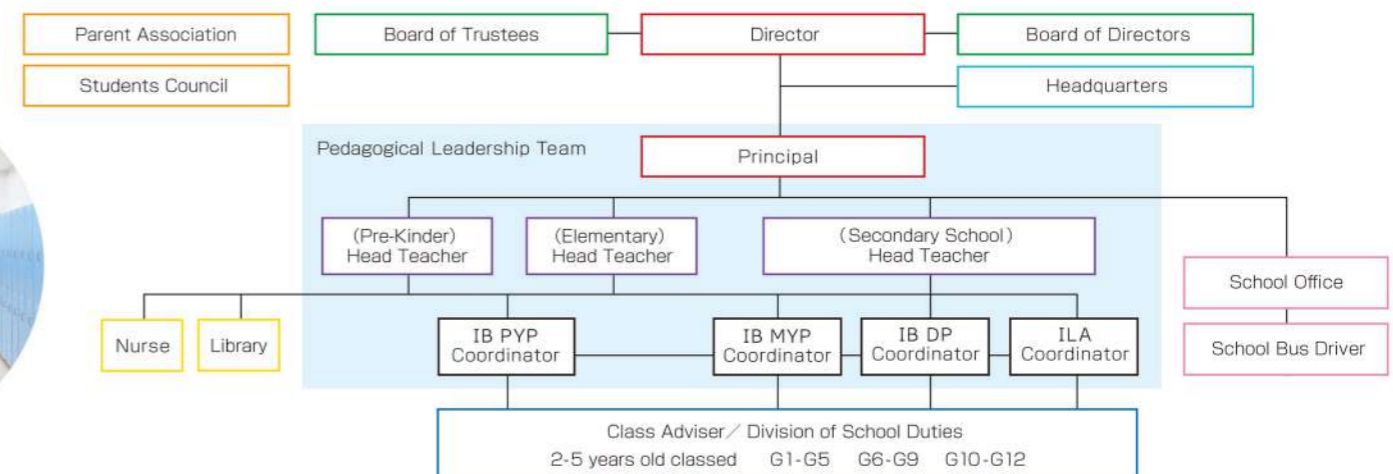 Parent Association
Board of Trustees
Director
Board of Directors
Students Council
Headquarters
Pedagogical Leadership Team
Principal
(Pre-Kinder)
Head Teacher
(Elementary)
Head Teacher
(Secondary School)
Head Teacher
School Office
Nurse
Library
IB PYP
Coordinator
IB MYP
Coordinator
IB DP
Coordinator
ILA
Coordinator
School Bus Driver
Class Adviser／Division of School Duties
2-5 years old classed G1-G5 G6-G9 G10-G12